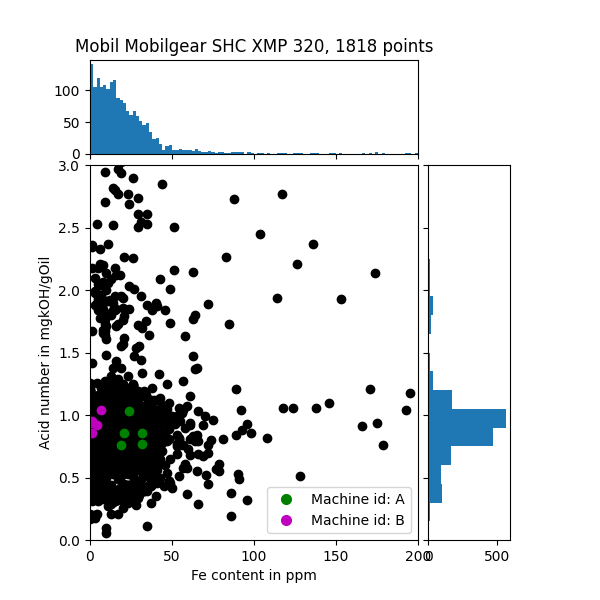 Mobil Mobilgear SHC XMP 320, 1818 points
100
50
0
3.0
2.5
2.0
1.5
1.0
0.5
0.0
Acid number in mgkOH/gOil
Machine id: A
Machine id: B
0 50 100 150 200 0 500
Fe content in ppm